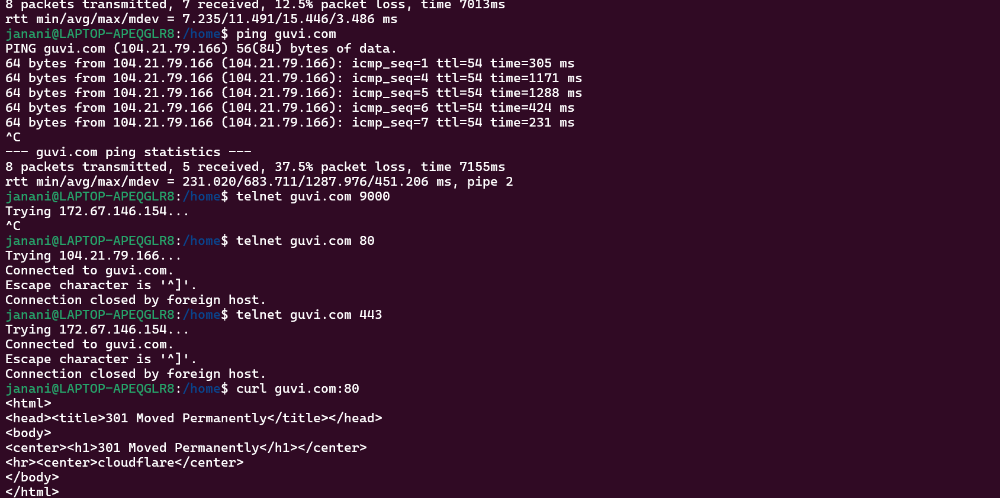 8 packets transmitted, 7 received, 12.5% packet loss, time 7013ms
rtt min/avg/max/mdev = 7.235/11.491/15.446/3.486 ms
janani@LAPTOP-APEQGLR8:/home$ ping guvi.com
PING guvi.com (104.21.79.166) 56(84) bytes of data.
64 bytes from 104.21.79.166 (104.21.79.166): icmp_seq=1 ttl=54 time=305 ms
64 bytes from 104.21.79.166 (104.21.79.166): icmp_seq=4 ttl=54 time=1171 ms
64 bytes from 104.21.79.166 (104.21.79.166): icmp_seq=5 ttl=54 time=1288 ms
64 bytes from 104.21.79.166 (104.21.79.166): icmp_seq=6 ttl=54 time=424 ms
64 bytes from 104.21.79.166 (104.21.79.166): icmp_seq=7 ttl=54 time=231 ms
^C
--- guvi.com ping statistics ---
8 packets transmitted, 5 received, 37.5% packet loss, time 7155ms
rtt min/avg/max/mdev = 231.020/683.711/1287.976/451.206 ms, pipe 2
janani@LAPTOP-APEQGLR8:/home$ telnet guvi.com 9000
Trying 172.67.146.154...
^C
janani@LAPTOP-APEQGLR8:/home$ telnet guvi.com 80
Trying 104.21.79.166...
Connected to guvi.com.
Escape character is '^]'.
Connection closed by foreign host.
janani@LAPTOP-APEQGLR8:/home$ telnet guvi.com 443
Trying 172.67.146.154...
Connected to guvi.com.
Escape character is '^]'.
Connection closed by foreign host.
janani@LAPTOP-APEQGLR8:/home$ curl guvi.com:80
<html>
<head><title>301 Moved Permanently</title></head>
<body>
<center><h1>301 Moved Permanently</h1></center>
<hr><center>cloudflare</center>
</body>
</html>